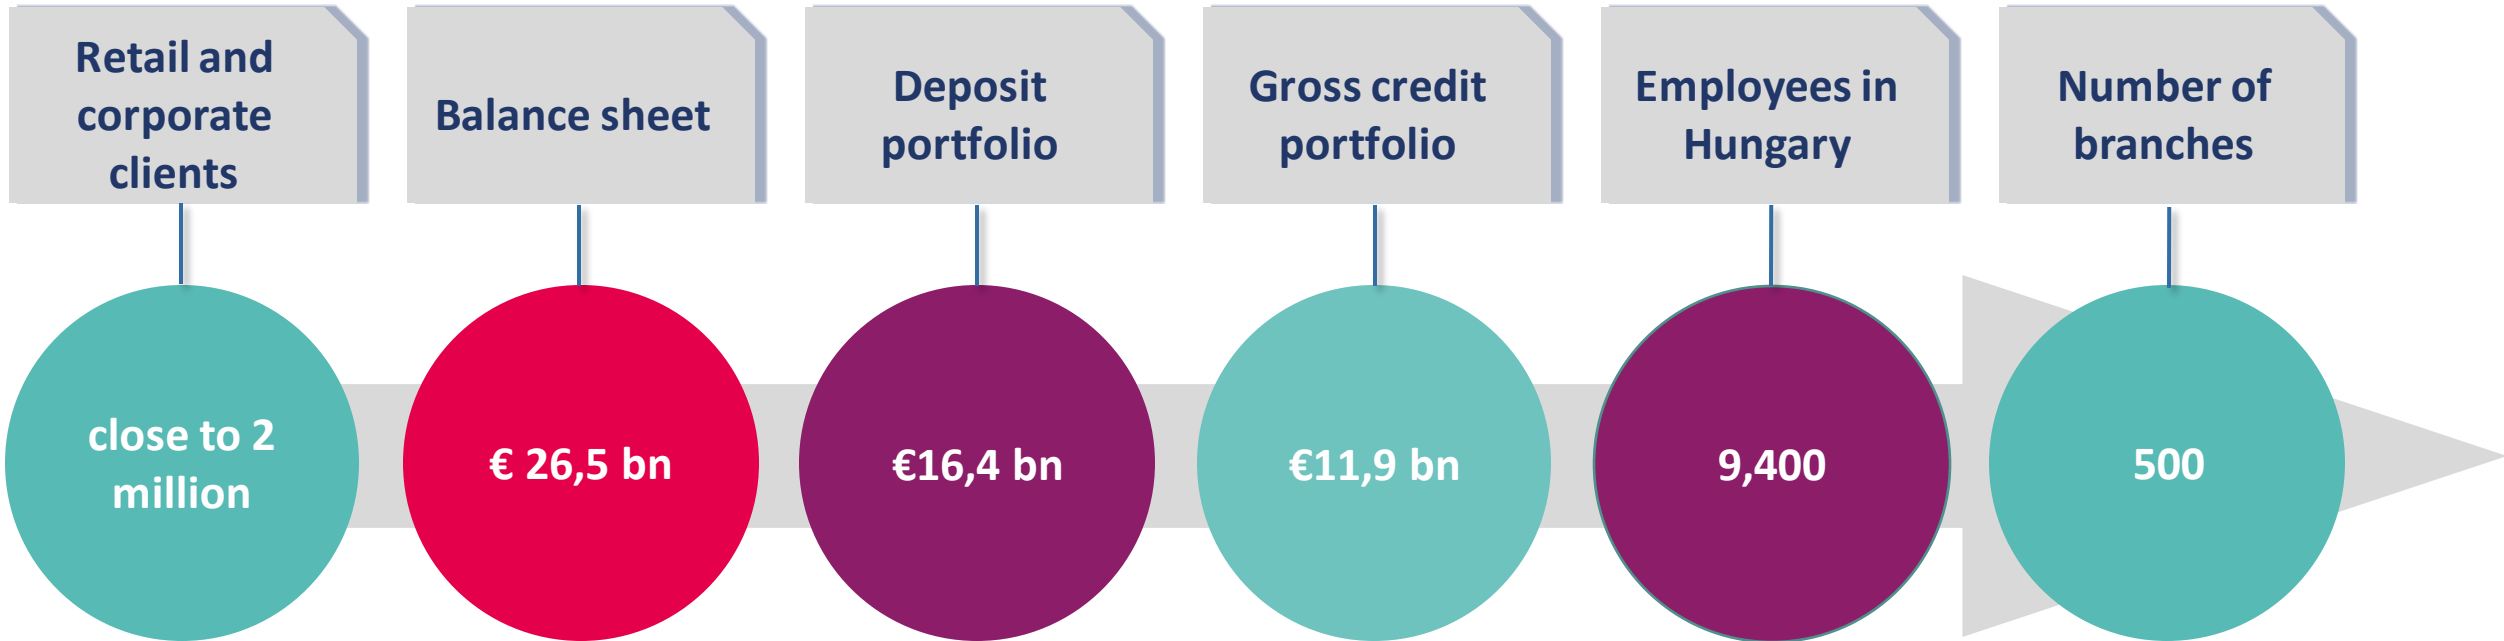 Retail and
corporate
clients
Balance sheet
Deposit
portfolio
Gross credit
portfolio
Employees in
Hungary
Number of
branches
close to 2
million
€ 26,5 bn
€16,4 bn
€11,9 bn
9,400
500